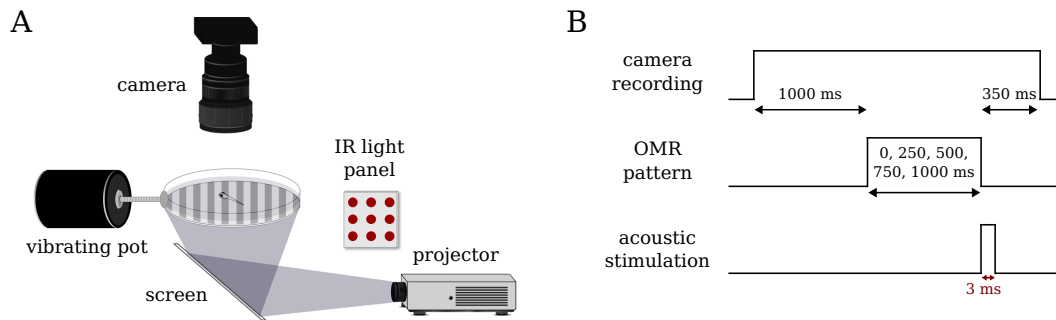 A
camera
IR light
panel
vibrating pot
projector
screen
B
camera
recording
1000 ms
350 ms
OMR
pattern
0, 250, 500,
750, 1000 ms
acoustic
stimulation
3 ms